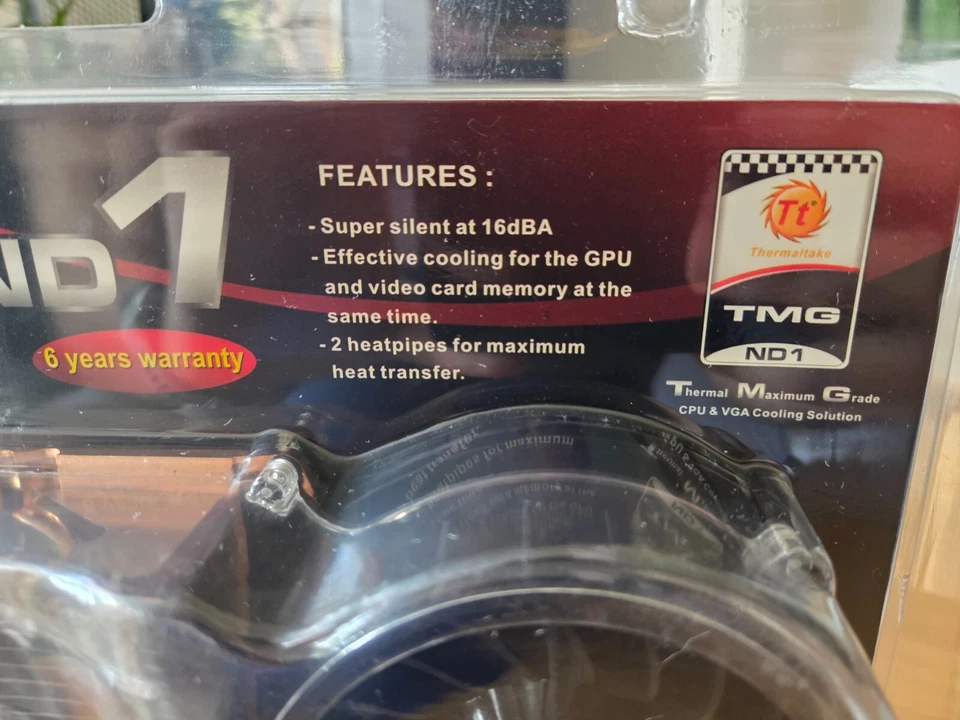 ND1
6 years warranty
FEATURES :
- Super silent at 16dBA
- Effective cooling for the GPU
and video card memory at the
same time.
- 2 heatpipes for maximum
heat transfer.
Tt
Thermaltake
TMG
ND1
Thermal Maximum Grade
CPU & VGA Cooling Solution